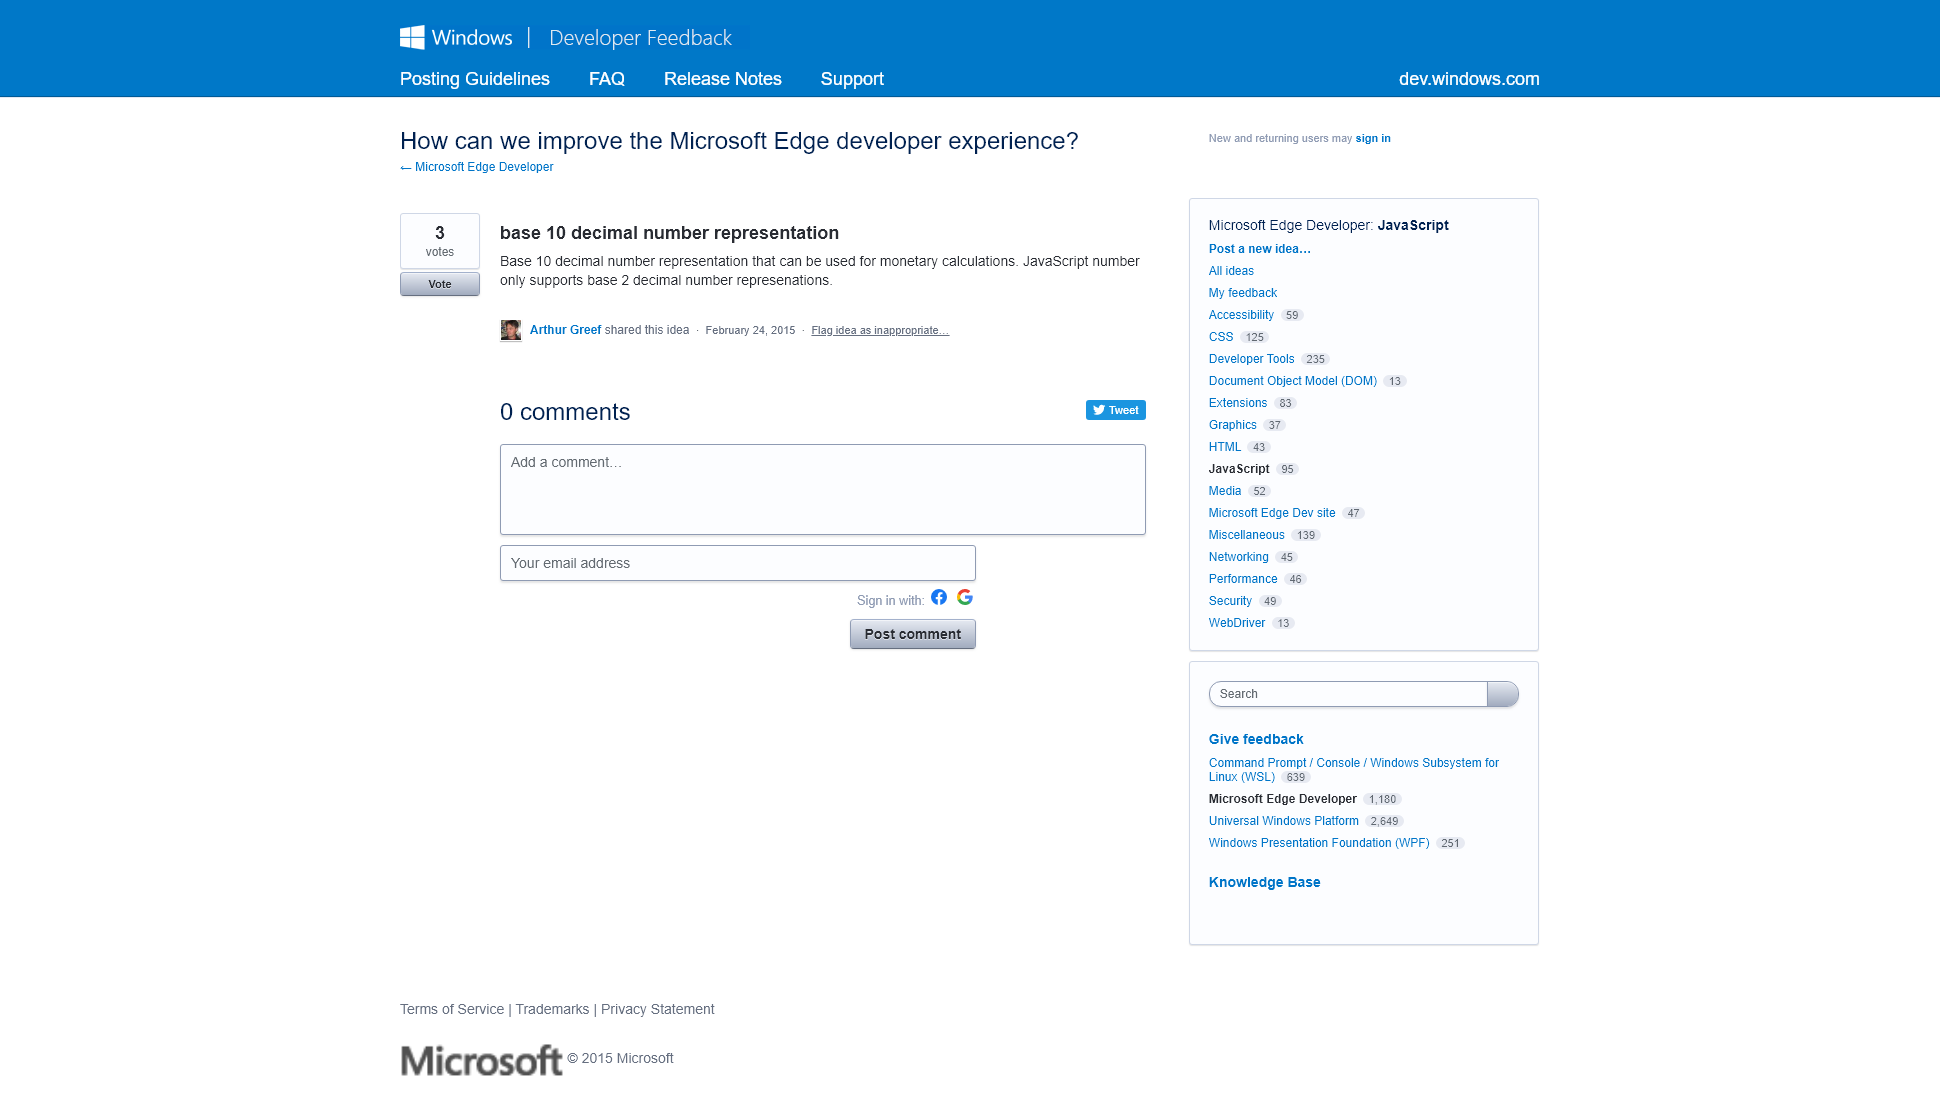 Windows | Developer Feedback
Posting Guidelines FAQ Release Notes Support dev.windows.com
How can we improve the Microsoft Edge developer experience?
← Microsoft Edge Developer
New and returning users may sign in
3
votes
Vote
base 10 decimal number representation
Base 10 decimal number representation that can be used for monetary calculations. JavaScript number
only supports base 2 decimal number represenations.
Arthur Greef shared this idea · February 24, 2015 · Flag idea as inappropriate…
0 comments
Tweet
Add a comment…
Your email address
Sign in with:
Post comment
Microsoft Edge Developer: JavaScript
Post a new idea…
All ideas
My feedback
Accessibility 59
CSS 125
Developer Tools 235
Document Object Model (DOM) 13
Extensions 83
Graphics 37
HTML 43
JavaScript 95
Media 52
Microsoft Edge Dev site 47
Miscellaneous 139
Networking 45
Performance 46
Security 49
WebDriver 13
Search
Give feedback
Command Prompt / Console / Windows Subsystem for
Linux (WSL) 639
Microsoft Edge Developer 1,180
Universal Windows Platform 2,649
Windows Presentation Foundation (WPF) 251
Knowledge Base
Terms of Service | Trademarks | Privacy Statement
Microsoft © 2015 Microsoft